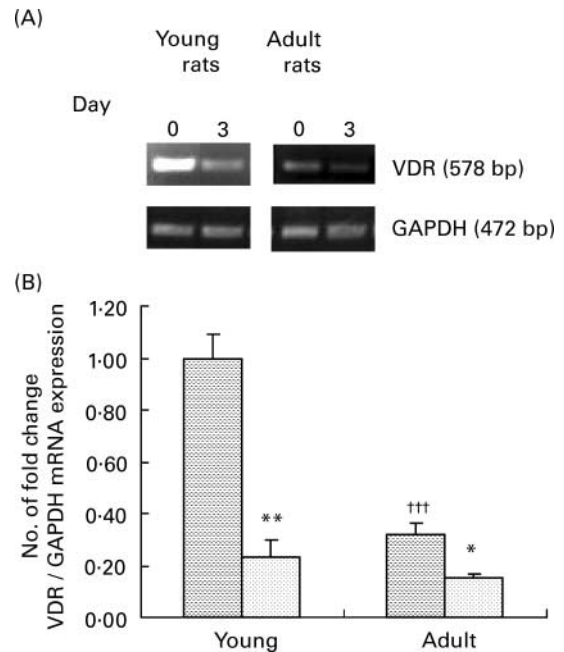 (A)
Young rats
Adult rats
Day
0 3 0 3
VDR (578 bp)
GAPDH (472 bp)
(B)
No. of fold change
VDR / GAPDH mRNA expression
1·20
1·00
0·80
0·60
0·40
0·20
0·00
**
†††
*
Young Adult